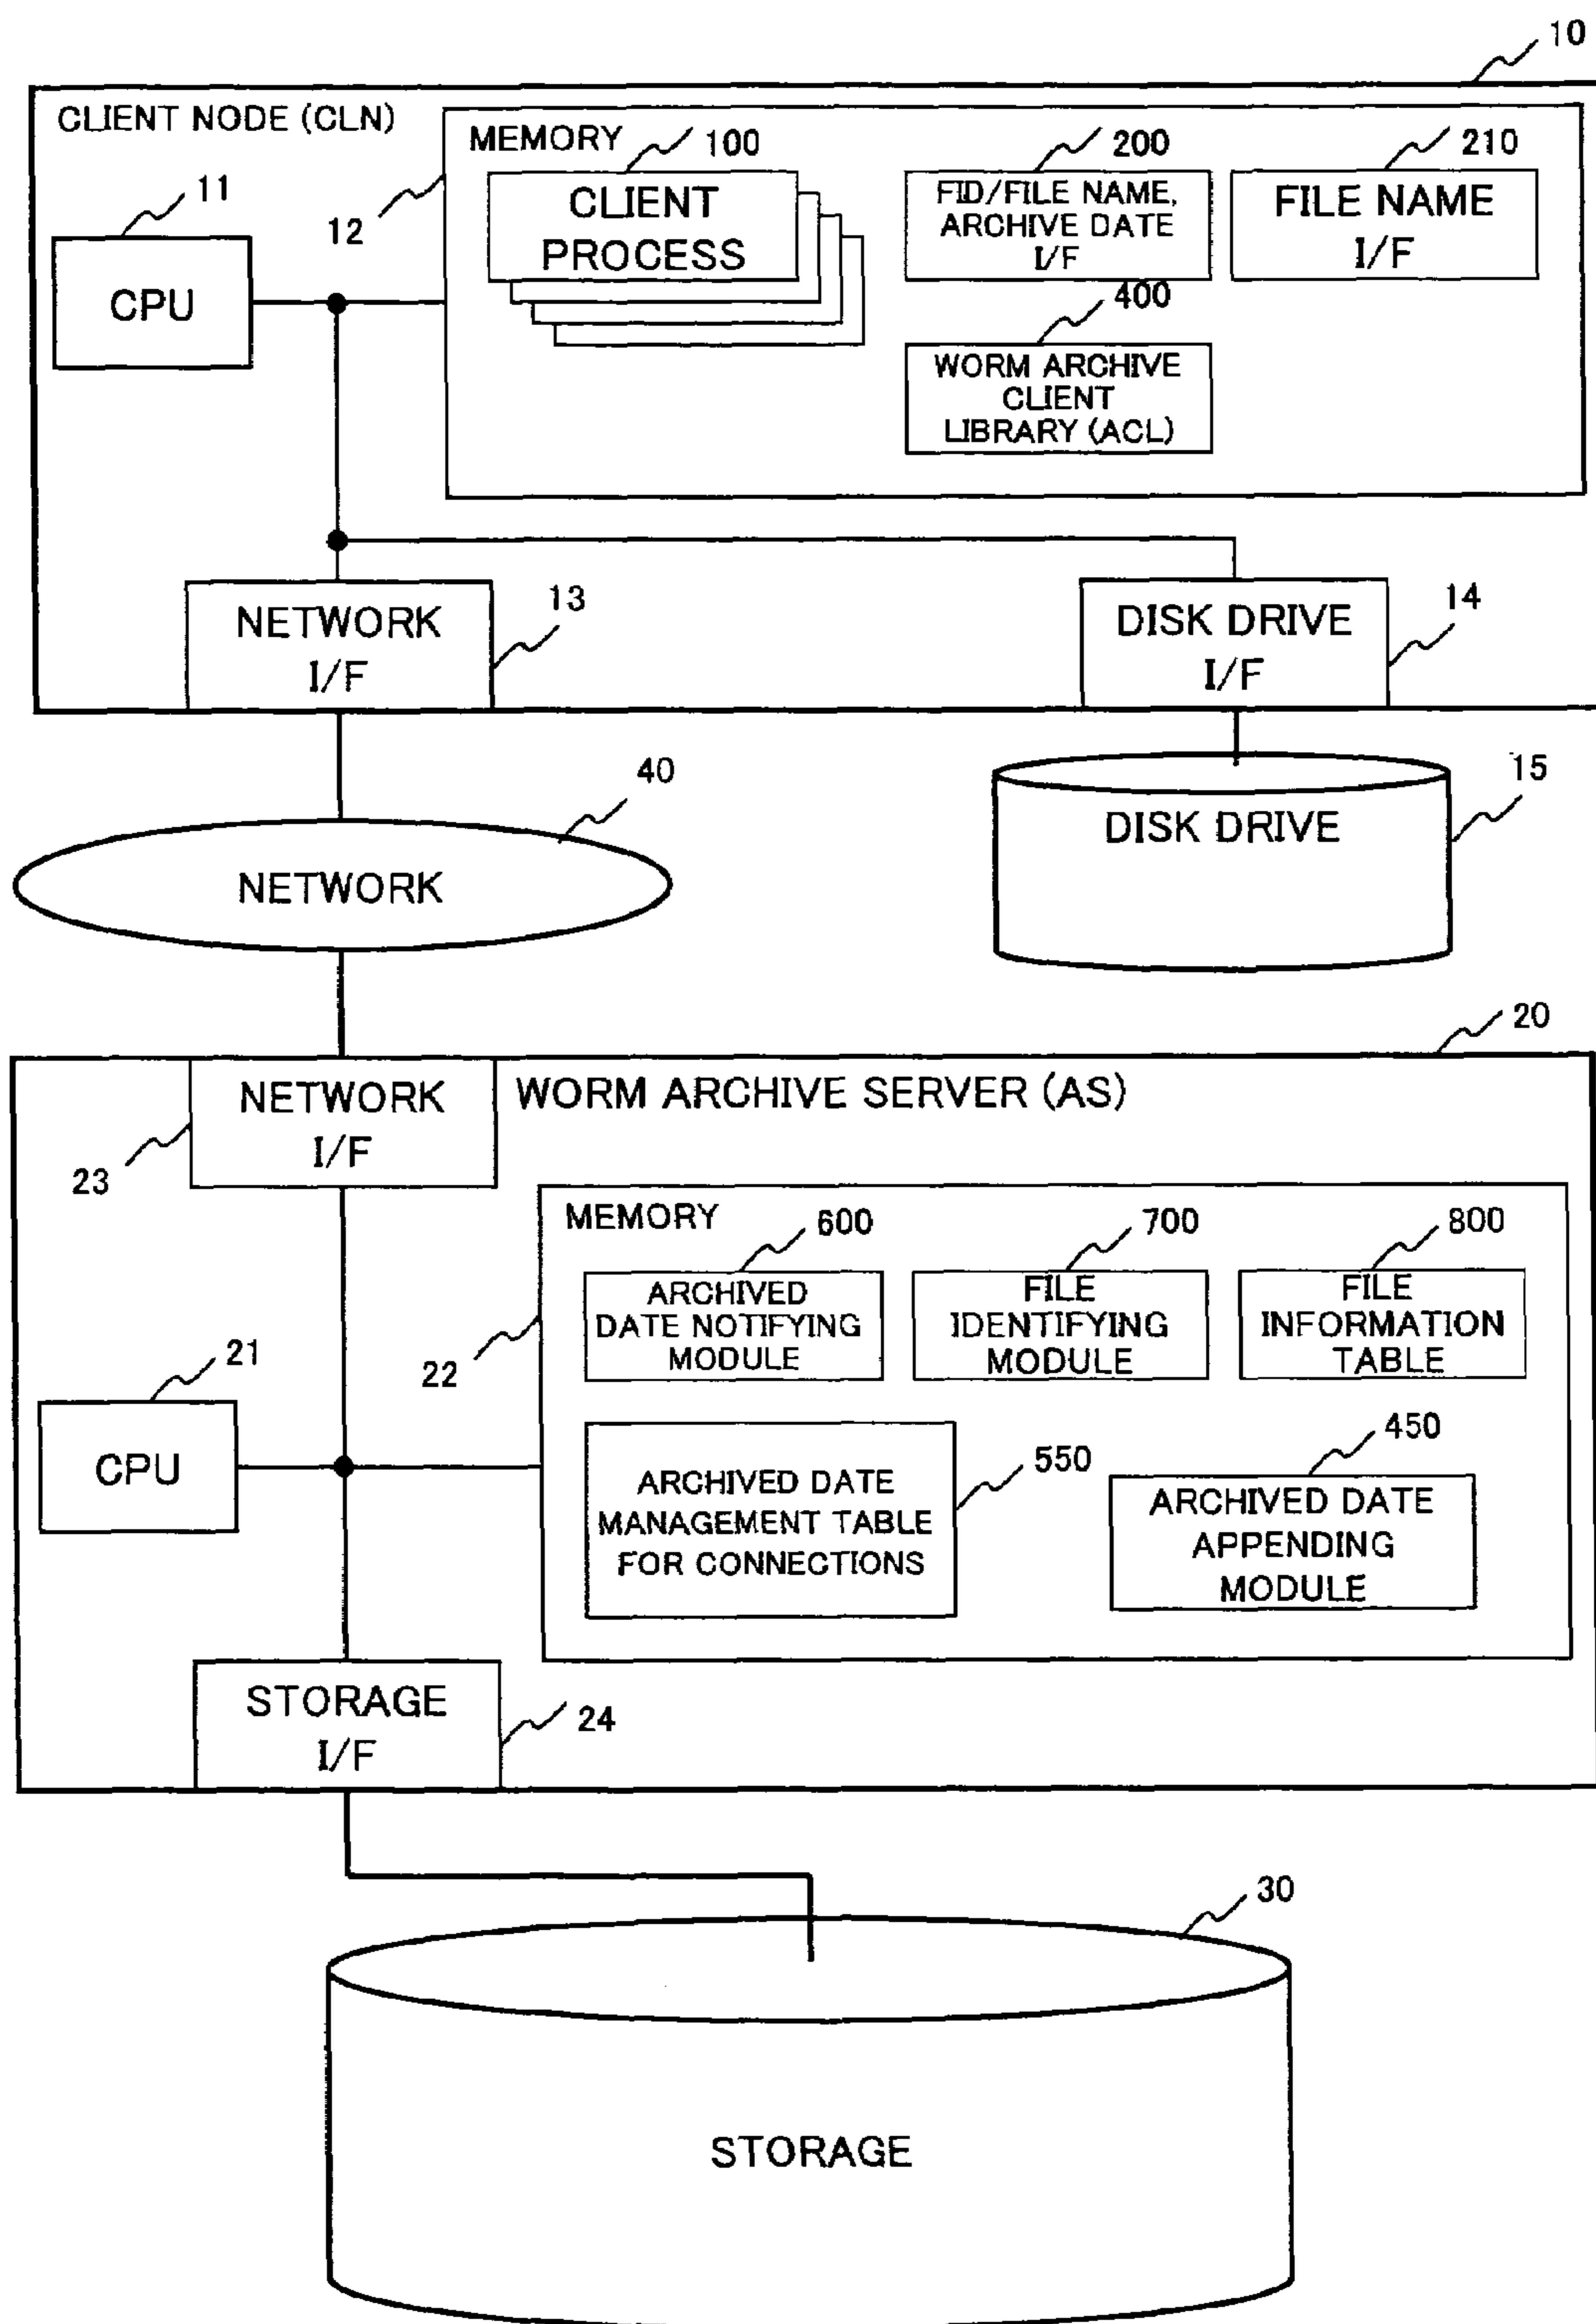 10
CLIENT NODE (CLN)
MEMORY
100
200
210
11
12
CLIENT
PROCESS
FID/FILE NAME,
ARCHIVE DATE
I/F
FILE NAME
I/F
CPU
400
WORM ARCHIVE
CLIENT
LIBRARY (ACL)
NETWORK
I/F
13
DISK DRIVE
I/F
14
40
15
DISK DRIVE
NETWORK
20
NETWORK
I/F
WORM ARCHIVE SERVER (AS)
23
MEMORY
600
700
800
ARCHIVED
DATE NOTIFYING
MODULE
FILE
IDENTIFYING
MODULE
FILE
INFORMATION
TABLE
21
22
CPU
550
450
ARCHIVED DATE
MANAGEMENT TABLE
FOR CONNECTIONS
ARCHIVED DATE
APPENDING
MODULE
STORAGE
I/F
24
30
STORAGE